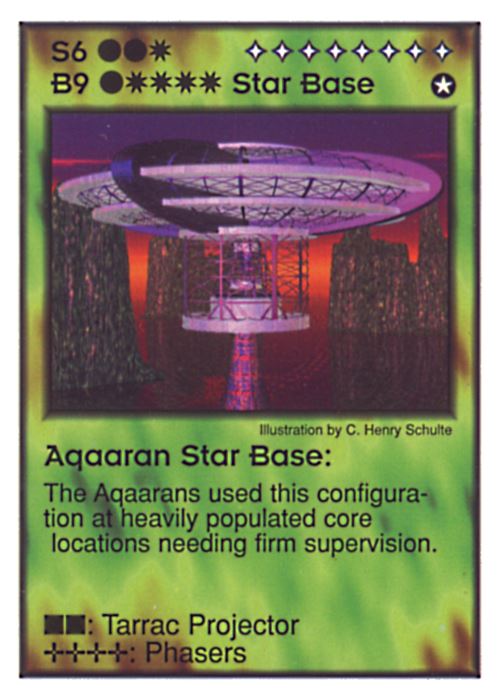 S6 ●●✷ ✧✧✧✧✧✧✧✧
B9 ●✷✷✷✷ Star Base ✪
Illustration by C. Henry Schulte
Aqaaran Star Base:
The Aqaarans used this configura-
tion at heavily populated core
locations needing firm supervision.
■■: Tarrac Projector
✢✢✢✢: Phasers